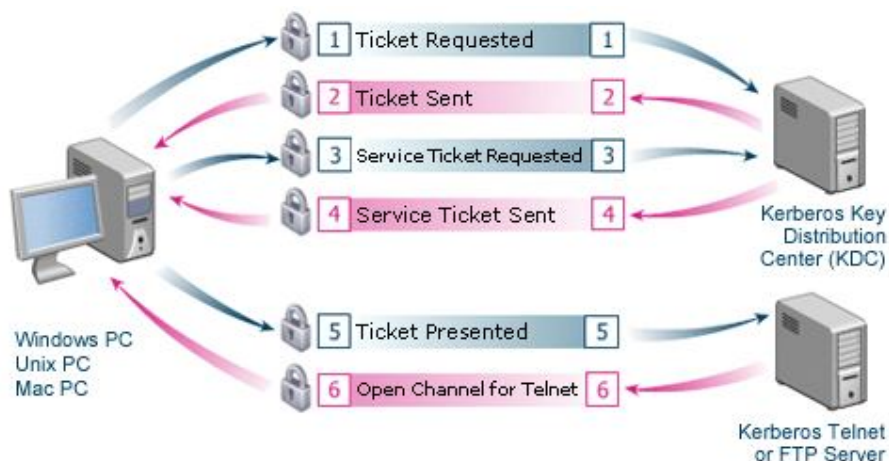 1 Ticket Requested 1
2 Ticket Sent 2
3 Service Ticket Requested 3
4 Service Ticket Sent 4
Kerberos Key
Distribution
Center (KDC)
5 Ticket Presented 5
6 Open Channel for Telnet 6
Windows PC
Unix PC
Mac PC
Kerberos Telnet
or FTP Server